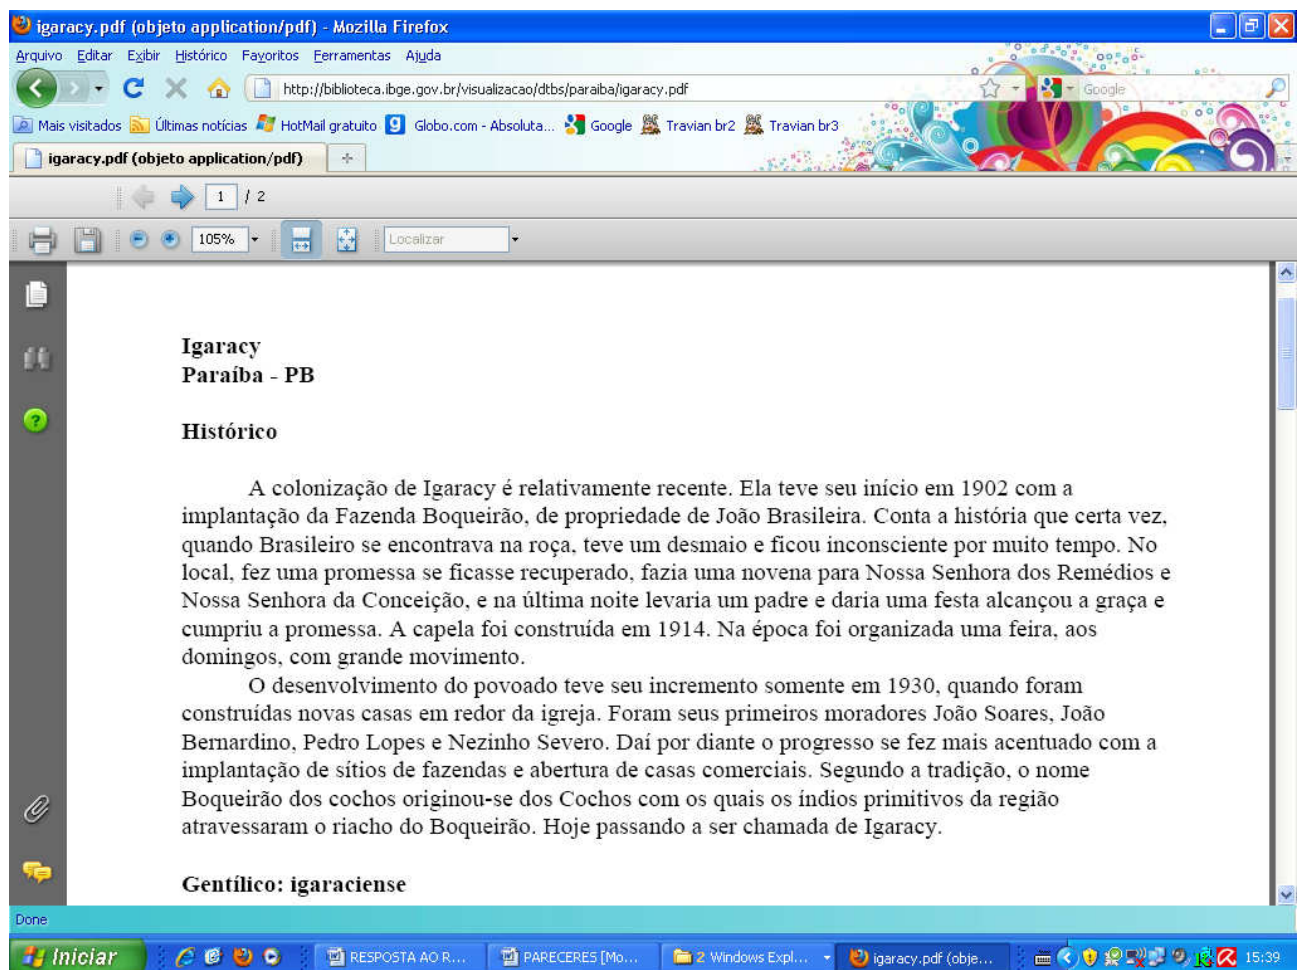 igaracy.pdf (objeto application/pdf) - Mozilla Firefox
Arquivo Editar Exibir Histórico Favoritos Ferramentas Ajuda
http://biblioteca.ibge.gov.br/visualizacao/dtbs/paraiba/igaracy.pdf Google
Mais visitados Últimas notícias HotMail gratuito Globo.com - Absoluta... Google Travian br2 Travian br3
igaracy.pdf (objeto application/pdf)
1 / 2
105% Localizar
Igaracy
Paraíba - PB
Histórico
A colonização de Igaracy é relativamente recente. Ela teve seu início em 1902 com a
implantação da Fazenda Boqueirão, de propriedade de João Brasileira. Conta a história que certa vez,
quando Brasileiro se encontrava na roça, teve um desmaio e ficou inconsciente por muito tempo. No
local, fez uma promessa se ficasse recuperado, fazia uma novena para Nossa Senhora dos Remédios e
Nossa Senhora da Conceição, e na última noite levaria um padre e daria uma festa alcançou a graça e
cumpriu a promessa. A capela foi construída em 1914. Na época foi organizada uma feira, aos
domingos, com grande movimento.
O desenvolvimento do povoado teve seu incremento somente em 1930, quando foram
construídas novas casas em redor da igreja. Foram seus primeiros moradores João Soares, João
Bernardino, Pedro Lopes e Nezinho Severo. Daí por diante o progresso se fez mais acentuado com a
implantação de sítios de fazendas e abertura de casas comerciais. Segundo a tradição, o nome
Boqueirão dos cochos originou-se dos Cochos com os quais os índios primitivos da região
atravessaram o riacho do Boqueirão. Hoje passando a ser chamada de Igaracy.
Gentílico: igaraciense
Done
Iniciar RESPOSTA AO R... PARECERES [Mo... 2 Windows Expl... igaracy.pdf (obje... 15:39